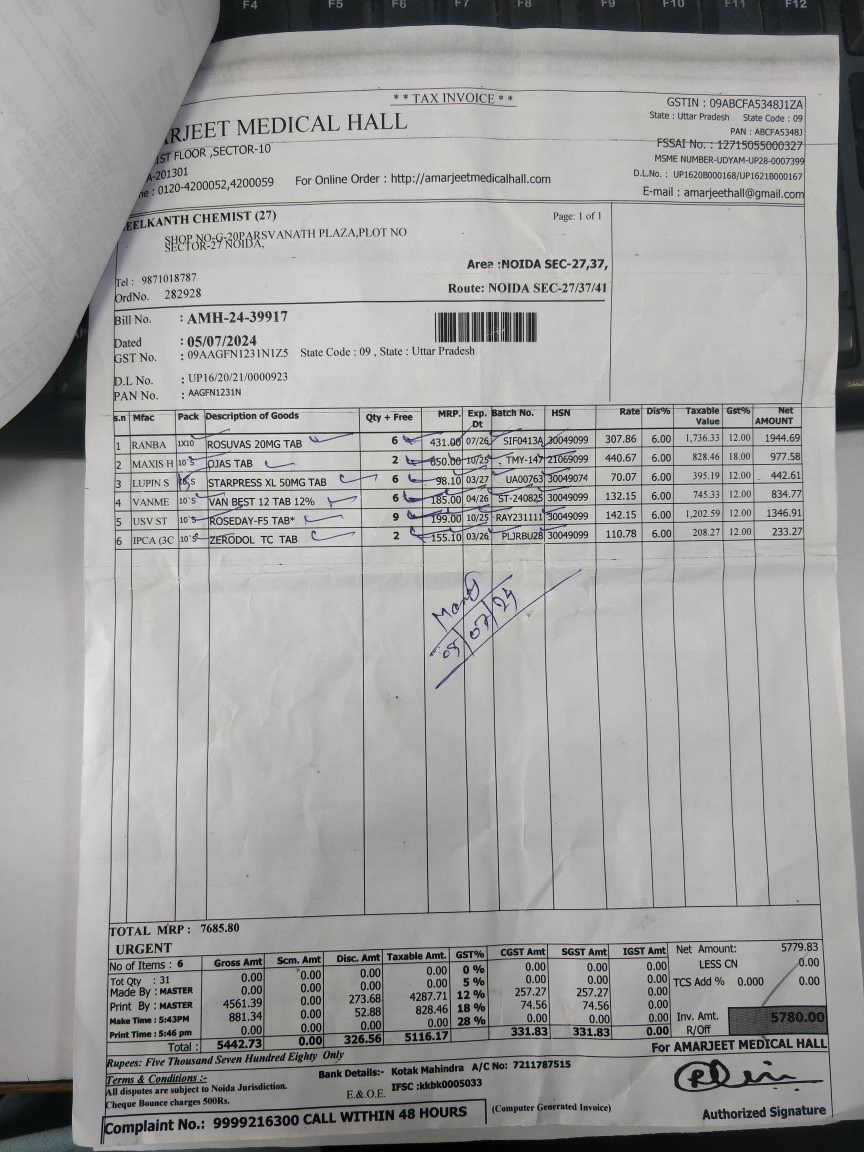 F4 F5 F6 F7 F8 F9 F10 F11 F12
* * TAX INVOICE * *
GSTIN : 09ABCFA5348J1ZA
State : Uttar Pradesh State Code : 09
PAN : ABCFA5348J
FSSAI No. : 12715055000327
MSME NUMBER-UDYAM-UP28-0007399
D.L.No. : UP1620B000168/UP1621B000167
E-mail : amarjeethall@gmail.com
ARJEET MEDICAL HALL
1ST FLOOR ,SECTOR-10
A-201301
ne : 0120-4200052,4200059 For Online Order : http://amarjeetmedicalhall.com
EELKANTH CHEMIST (27)
Page: 1 of 1
SHOP NO-G-20PARSVANATH PLAZA,PLOT NO
SECTOR-27 NOIDA,
Area :NOIDA SEC-27,37,
Tel : 9871018787
OrdNo. 282928
Route: NOIDA SEC-27/37/41
Bill No. : AMH-24-39917
Dated : 05/07/2024
GST No. : 09AAGFN1231N1Z5 State Code : 09 , State : Uttar Pradesh
D.L No. : UP16/20/21/0000923
PAN No. : AAGFN1231N
s.n Mfac Pack Description of Goods Qty + Free MRP. Exp. Dt Batch No. HSN Rate Dis% Taxable Value Gst% Net AMOUNT
1 RANBA 1X10 ROSUVAS 20MG TAB 6 431.00 07/26 SIF0413A 30049099 307.86 6.00 1,736.33 12.00 1944.69
2 MAXIS H 10`S OJAS TAB 2 650.00 10/25 TMY-147 21069099 440.67 6.00 828.46 18.00 977.58
3 LUPIN S STARPRESS XL 50MG TAB 6 98.10 03/27 UA00763 30049074 70.07 6.00 395.19 12.00 442.61
4 VANME 10`S VAN BEST 12 TAB 12% 6 185.00 04/26 ST-240825 30049099 132.15 6.00 745.33 12.00 834.77
5 USV ST 10`S ROSEDAY-F5 TAB* 9 199.00 10/25 RAY231111 30049099 142.15 6.00 1,202.59 12.00 1346.91
6 IPCA (3C 10`S ZERODOL TC TAB 2 155.10 03/26 PLJRBU28 30049099 110.78 6.00 208.27 12.00 233.27
05/07/24
TOTAL MRP : 7685.80
URGENT
No of Items : 6 Gross Amt Scm. Amt Disc. Amt Taxable Amt. GST% CGST Amt SGST Amt IGST Amt
Tot Qty : 31 0.00 0.00 0.00 0.00 0 % 0.00 0.00 0.00
Made By : MASTER 0.00 0.00 0.00 0.00 5 % 0.00 0.00 0.00
Print By : MASTER 4561.39 0.00 273.68 4287.71 12 % 257.27 257.27 0.00
Make Time : 5:43PM 881.34 0.00 52.88 828.46 18 % 74.56 74.56 0.00
Print Time : 5:46 pm 0.00 0.00 0.00 0.00 28 % 0.00 0.00 0.00
Total : 5442.73 0.00 326.56 5116.17 331.83 331.83 0.00
Net Amount: 5779.83
LESS CN 0.00
TCS Add % 0.000 0.00
Inv. Amt. 5780.00
R/Off
Rupees: Five Thousand Seven Hundred Eighty Only
For AMARJEET MEDICAL HALL
Terms & Conditions :-
Bank Details:- Kotak Mahindra A/C No: 7211787515
All disputes are subject to Noida Jurisdiction.
E.& O.E. IFSC :kkbk0005033
Cheque Bounce charges 500Rs.
Complaint No.: 9999216300 CALL WITHIN 48 HOURS
(Computer Generated Invoice)
Authorized Signature